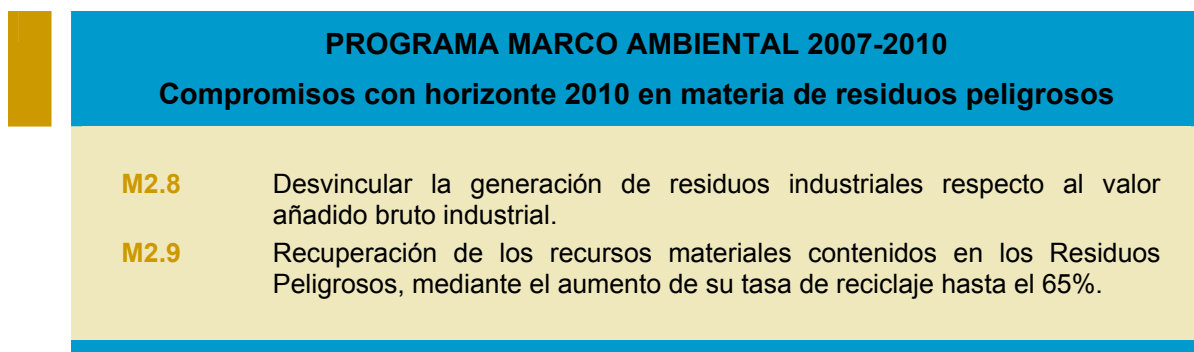 PROGRAMA MARCO AMBIENTAL 2007-2010
Compromisos con horizonte 2010 en materia de residuos peligrosos
M2.8 Desvincular la generación de residuos industriales respecto al valor
añadido bruto industrial.
M2.9 Recuperación de los recursos materiales contenidos en los Residuos
Peligrosos, mediante el aumento de su tasa de reciclaje hasta el 65%.